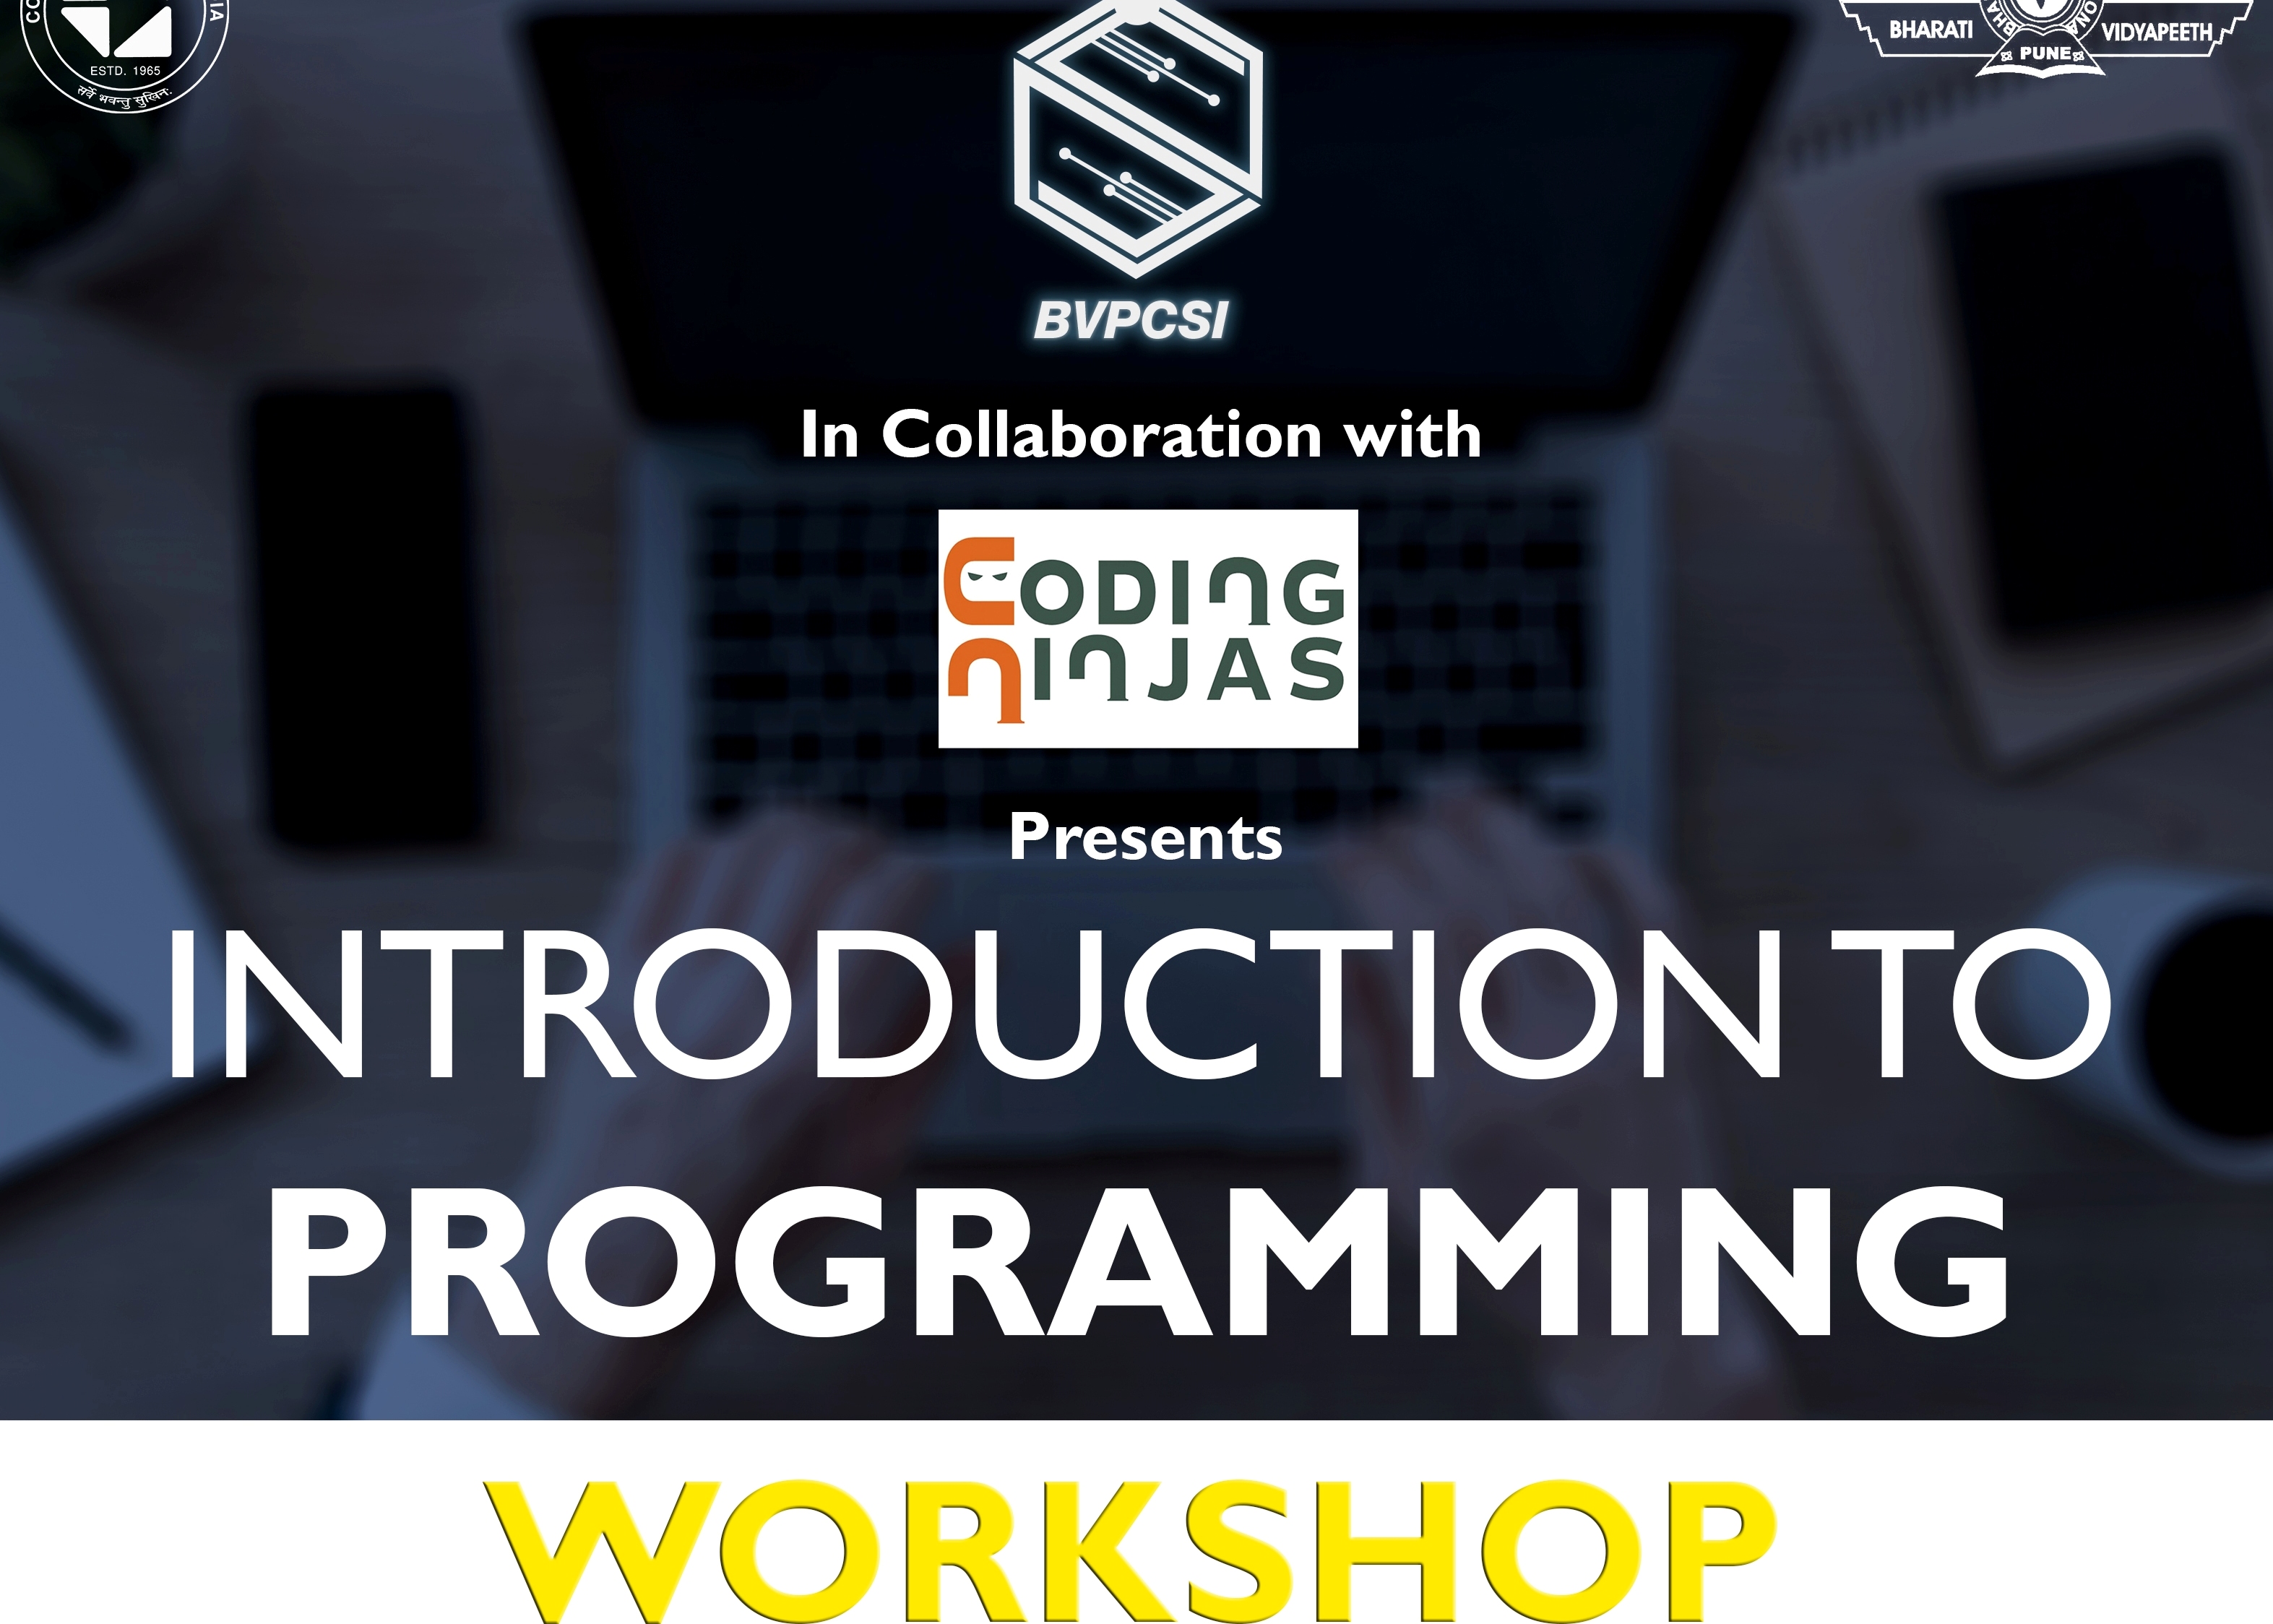 ESTD. 1965
सर्वे भवन्तु सुखिनः
BHARATI VIDYAPEETH
PUNE
BVPCSI
In Collaboration with
CODING
NINJAS
Presents
INTRODUCTION TO
PROGRAMMING
WORKSHOP